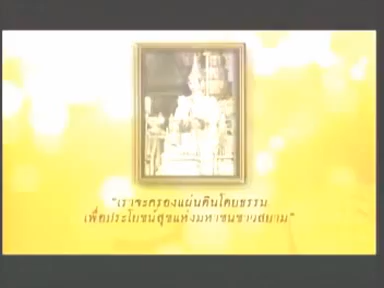 "เราจะครองแผ่นดินโดยธรรม
เพื่อประโยชน์สุขแห่งมหาชนชาวสยาม"